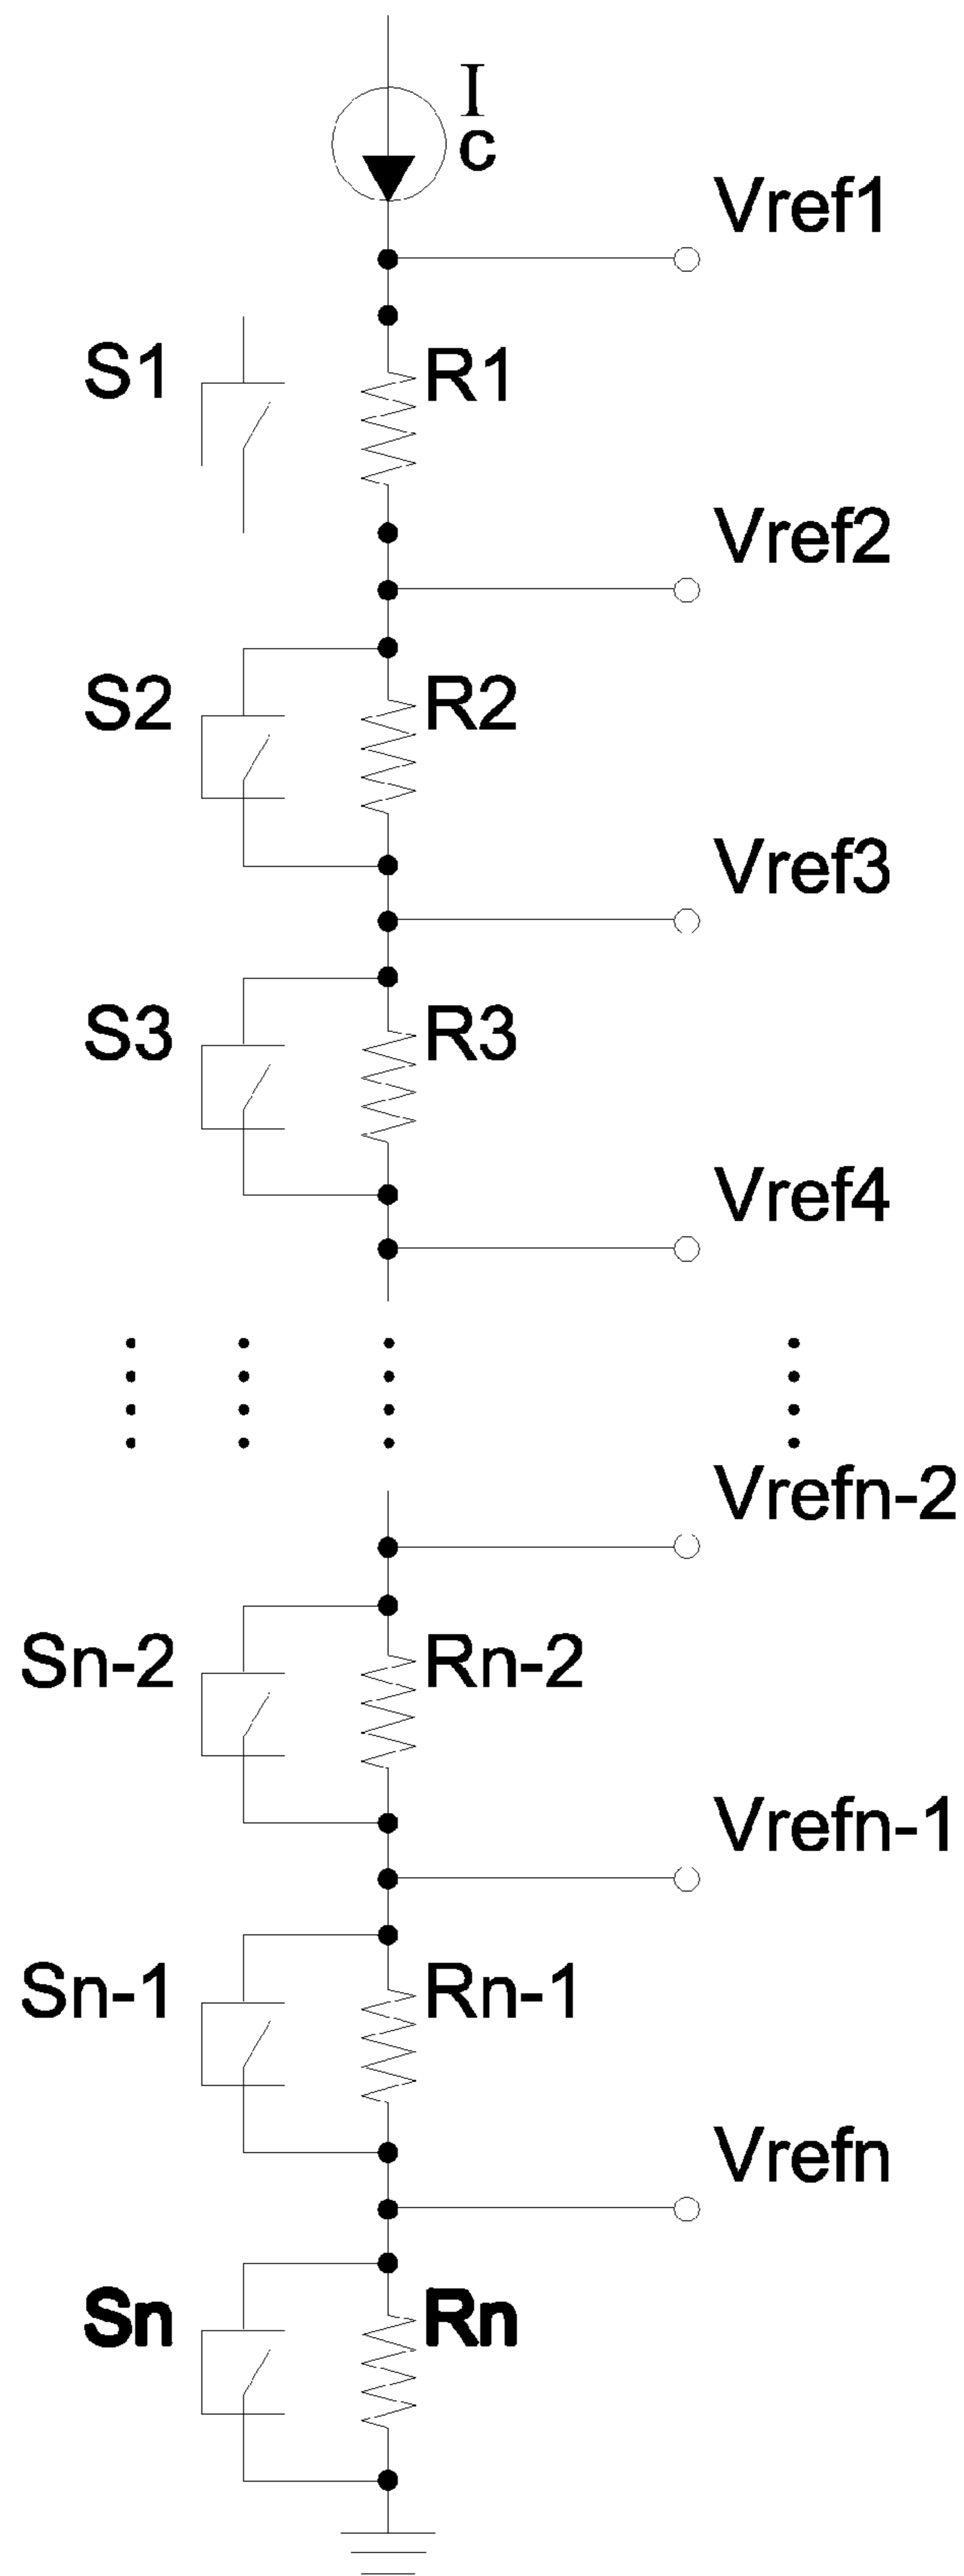 I
c
Vref1
S1
R1
Vref2
S2
R2
Vref3
S3
R3
Vref4
Vrefn-2
Sn-2
Rn-2
Vrefn-1
Sn-1
Rn-1
Vrefn
Sn
Rn